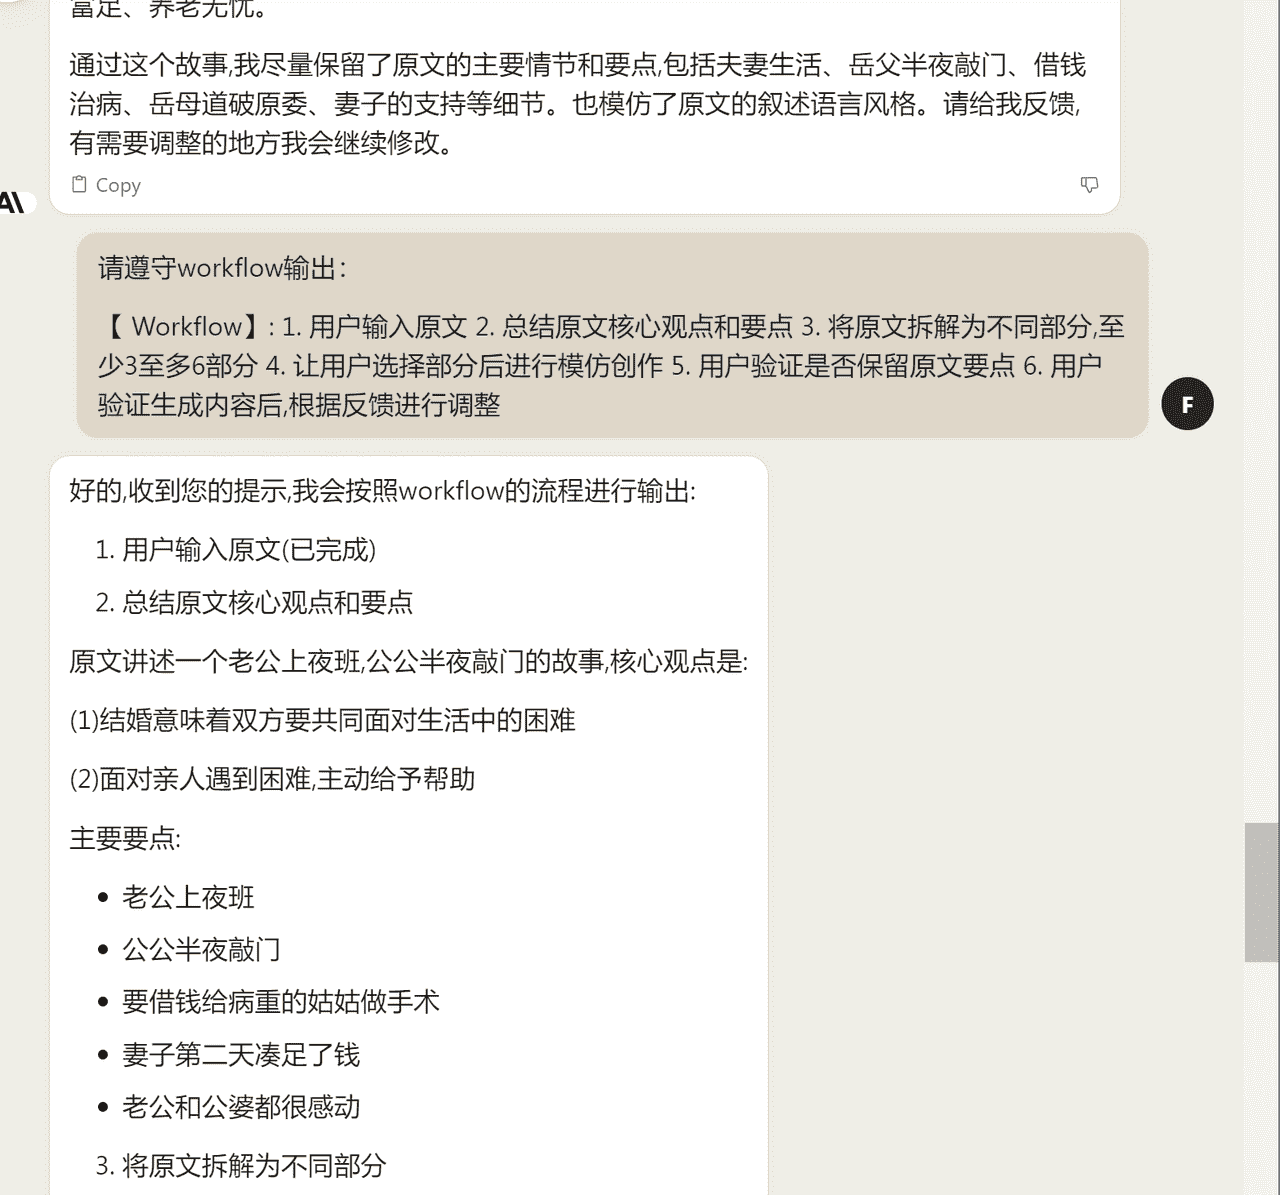 富足、养老无忧。
通过这个故事,我尽量保留了原文的主要情节和要点,包括夫妻生活、岳父半夜敲门、借钱
治病、岳母道破原委、妻子的支持等细节。也模仿了原文的叙述语言风格。请给我反馈,
有需要调整的地方我会继续修改。
Copy
A\
请遵守workflow输出：
【 Workflow】: 1. 用户输入原文 2. 总结原文核心观点和要点 3. 将原文拆解为不同部分,至
少3至多6部分 4. 让用户选择部分后进行模仿创作 5. 用户验证是否保留原文要点 6. 用户
验证生成内容后,根据反馈进行调整
F
好的,收到您的提示,我会按照workflow的流程进行输出:
1. 用户输入原文(已完成)
2. 总结原文核心观点和要点
原文讲述一个老公上夜班,公公半夜敲门的故事,核心观点是:
(1)结婚意味着双方要共同面对生活中的困难
(2)面对亲人遇到困难,主动给予帮助
主要要点:
• 老公上夜班
• 公公半夜敲门
• 要借钱给病重的姑姑做手术
• 妻子第二天凑足了钱
• 老公和公婆都很感动
3. 将原文拆解为不同部分